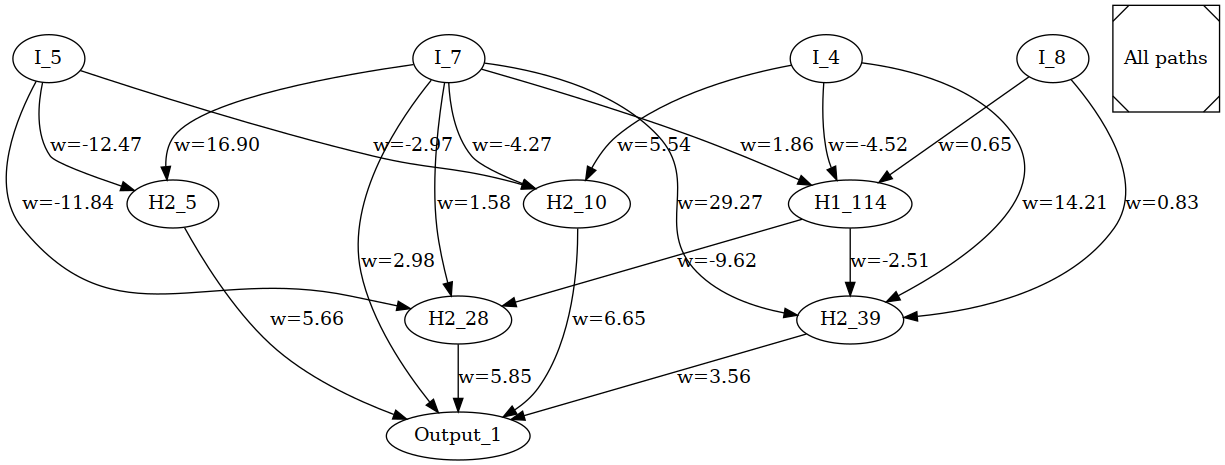 I_5
I_7
I_4
I_8
All paths
w=-12.47
w=16.90
w=-2.97
w=-4.27
w=5.54
w=1.86
w=-4.52
w=0.65
w=-11.84
H2_5
w=1.58
H2_10
w=29.27
H1_114
w=14.21
w=0.83
w=2.98
w=-9.62
w=-2.51
w=5.66
H2_28
w=6.65
H2_39
w=5.85
w=3.56
Output_1